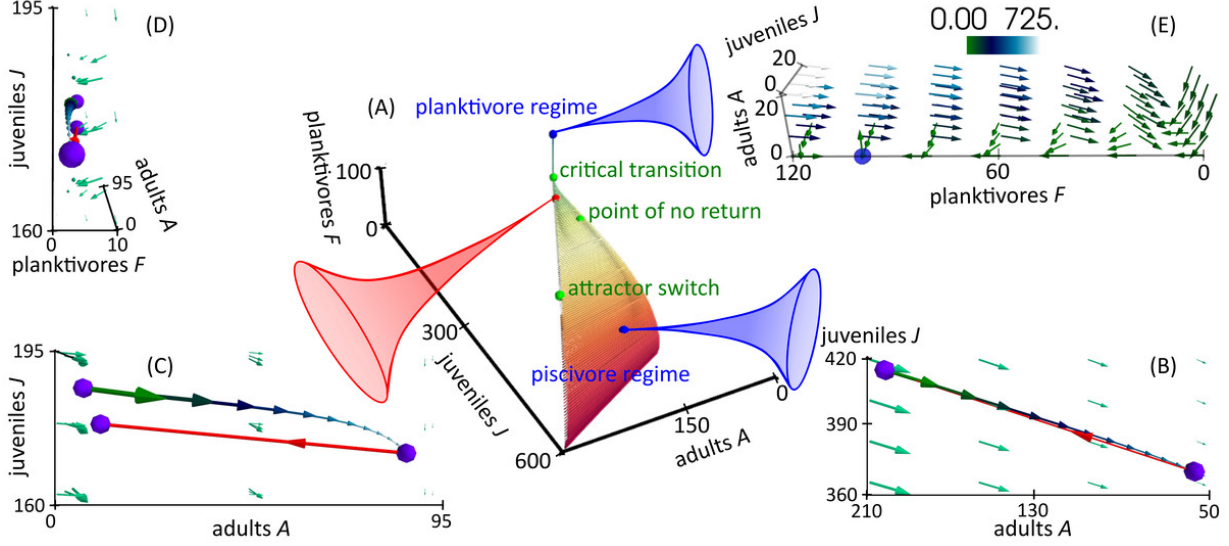 195
(D)
juveniles J
adults A
95
0
160
0
10
planktivores F
(A)
planktivore regime
critical transition
point of no return
attractor switch
piscivore regime
planktivores F
100
0
300
juveniles J
600
150
0
adults A
0.00 725.
(E)
juveniles J
20
0
adults A
20
0
120
60
0
planktivores F
195
(C)
juveniles J
160
0
95
adults A
juveniles J
420
(B)
390
360
210
130
50
adults A